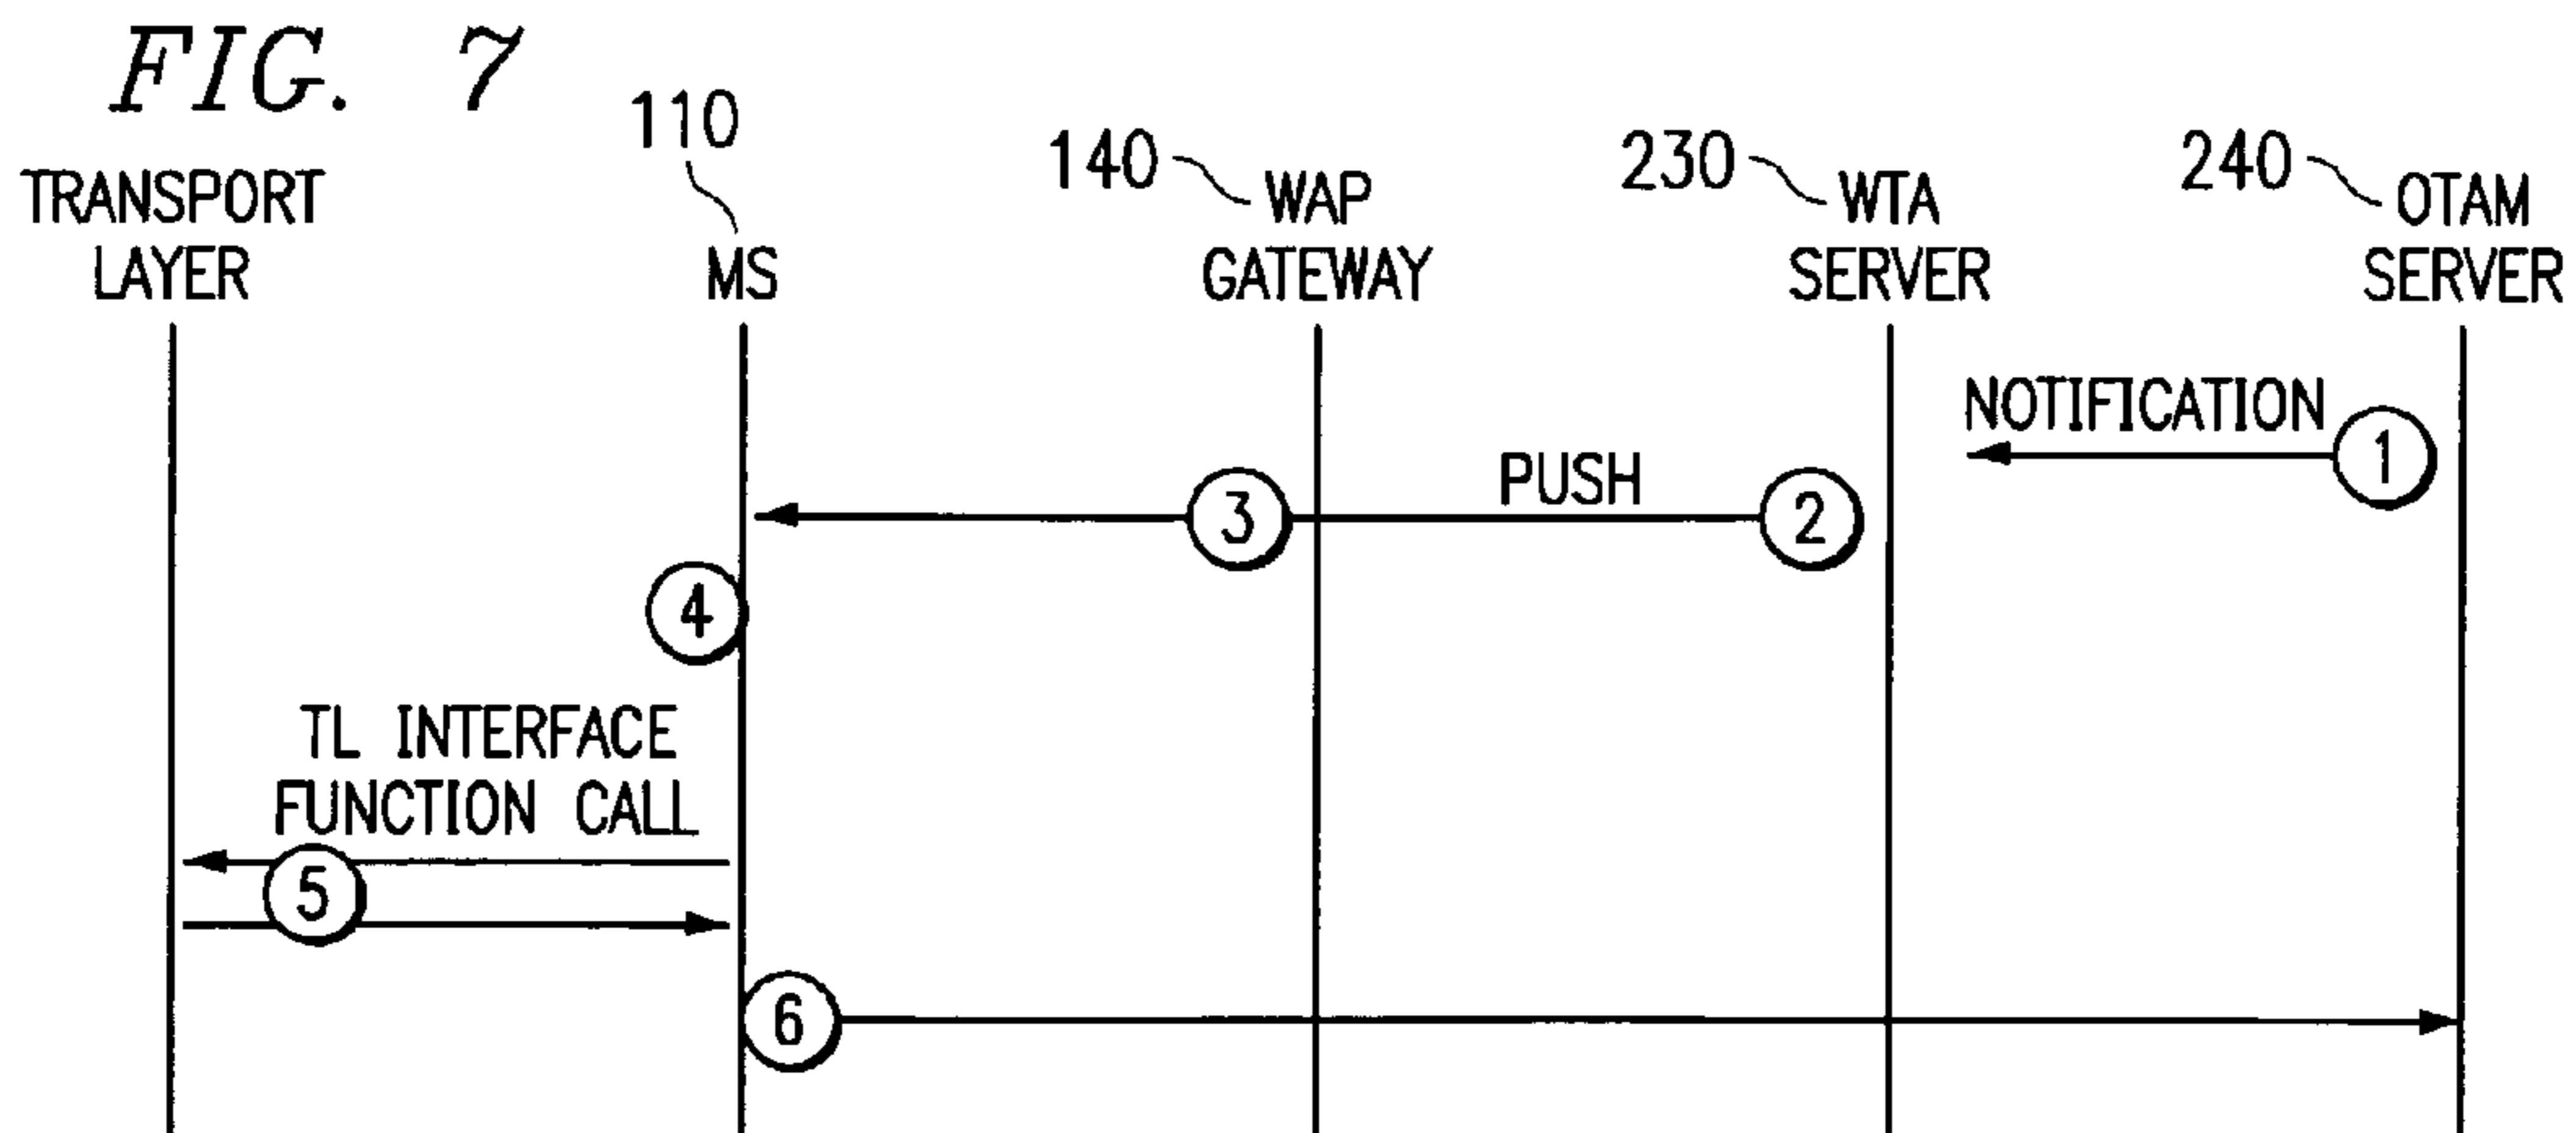 FIG. 7
110
140
230
240
TRANSPORT
LAYER
MS
WAP
GATEWAY
WTA
SERVER
OTAM
SERVER
NOTIFICATION
1
PUSH
3
2
4
TL INTERFACE
FUNCTION CALL
5
6